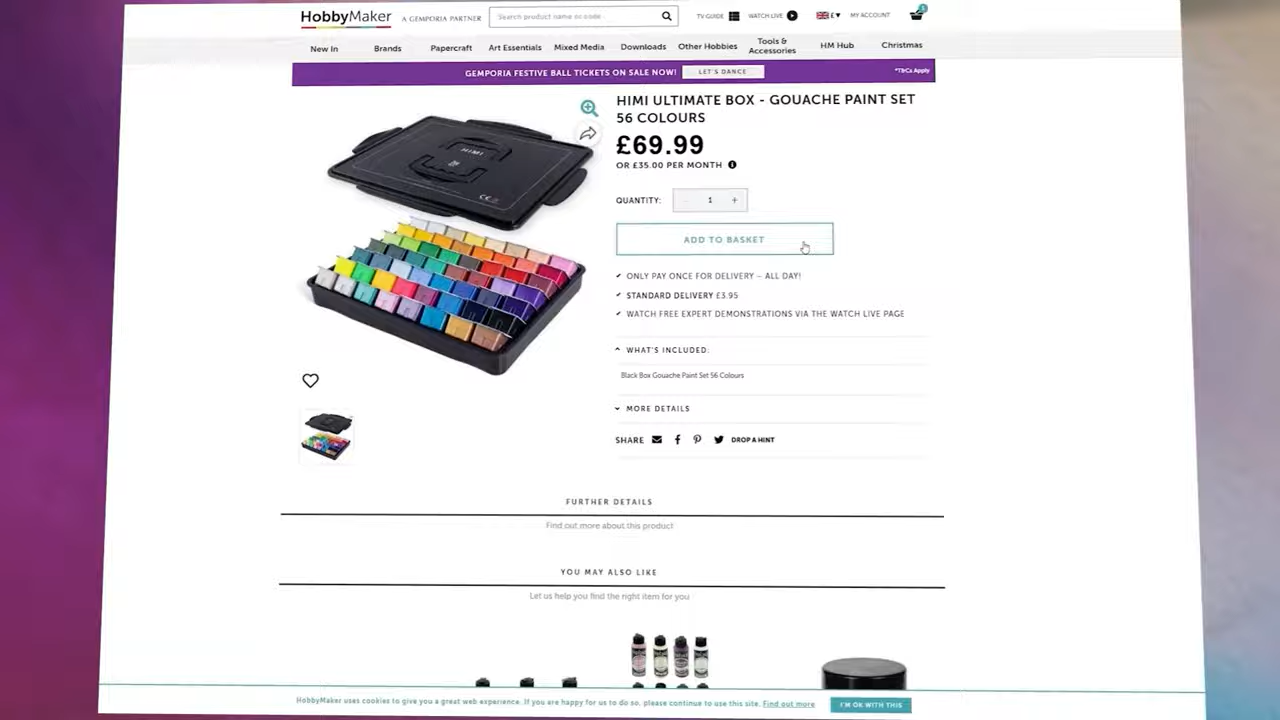 HobbyMaker
A GEMPORIA PARTNER
Search product name or code
TV GUIDE
WATCH LIVE
£
MY ACCOUNT
1
New In
Brands
Papercraft
Art Essentials
Mixed Media
Downloads
Other Hobbies
Tools &
Accessories
HM Hub
Christmas
GEMPORIA FESTIVE BALL TICKETS ON SALE NOW!
LET'S DANCE
*T&Cs Apply
HIMI ULTIMATE BOX - GOUACHE PAINT SET
56 COLOURS
£69.99
OR £35.00 PER MONTH
QUANTITY:
- 1 +
ADD TO BASKET
ONLY PAY ONCE FOR DELIVERY – ALL DAY!
STANDARD DELIVERY £3.95
WATCH FREE EXPERT DEMONSTRATIONS VIA THE WATCH LIVE PAGE
WHAT'S INCLUDED:
Black Box Gouache Paint Set 56 Colours
MORE DETAILS
SHARE
DROP A HINT
HIMI
CE
FURTHER DETAILS
Find out more about this product
YOU MAY ALSO LIKE
Let us help you find the right item for you
HobbyMaker uses cookies to give you a great web experience. If you are happy for us to do so, please continue to use this site. Find out more
I'M OK WITH THIS